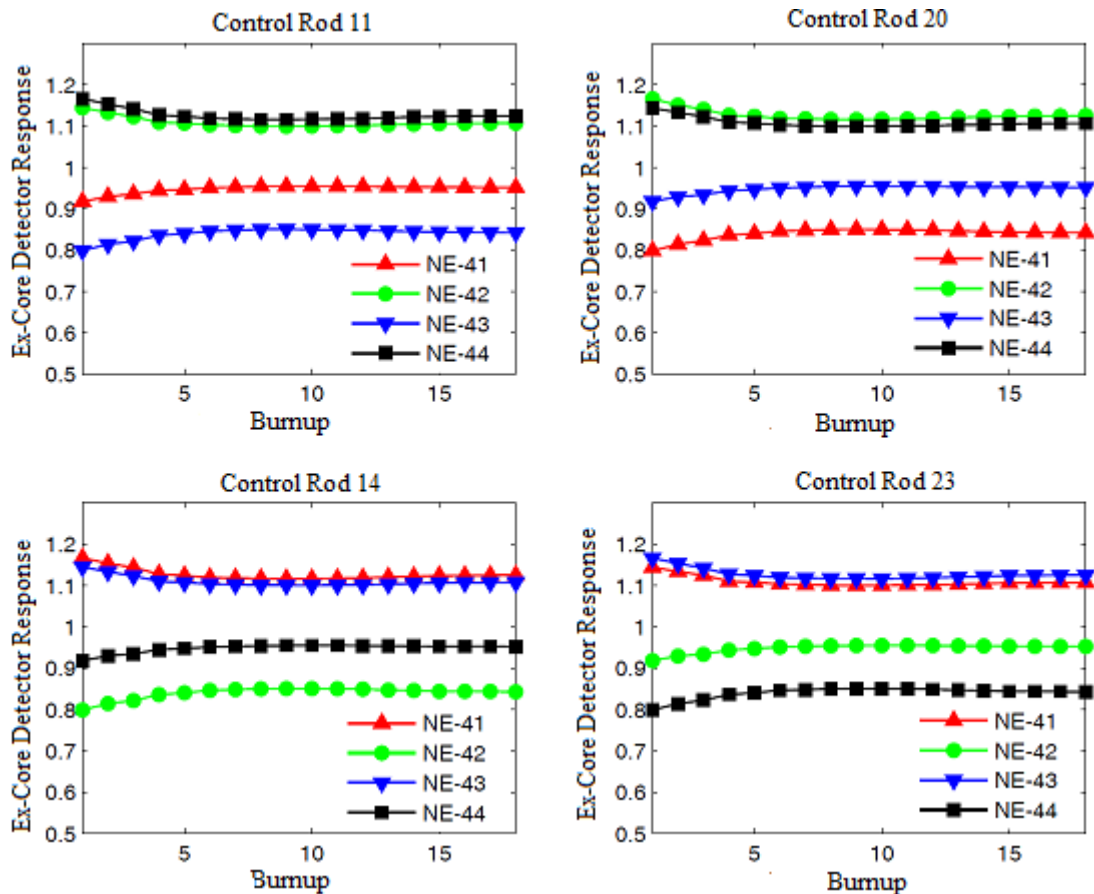 Control Rod 11
Ex-Core Detector Response
1.2
1.1
1
0.9
0.8
0.7
0.6
0.5
NE-41
NE-42
NE-43
NE-44
5 10 15
Burnup
Control Rod 20
Ex-Core Detector Response
1.2
1.1
1
0.9
0.8
0.7
0.6
0.5
NE-41
NE-42
NE-43
NE-44
5 10 15
Burnup
Control Rod 14
Ex-Core Detector Response
1.2
1.1
1
0.9
0.8
0.7
0.6
0.5
NE-41
NE-42
NE-43
NE-44
5 10 15
Burnup
Control Rod 23
Ex-Core Detector Response
1.2
1.1
1
0.9
0.8
0.7
0.6
0.5
NE-41
NE-42
NE-43
NE-44
5 10 15
Burnup